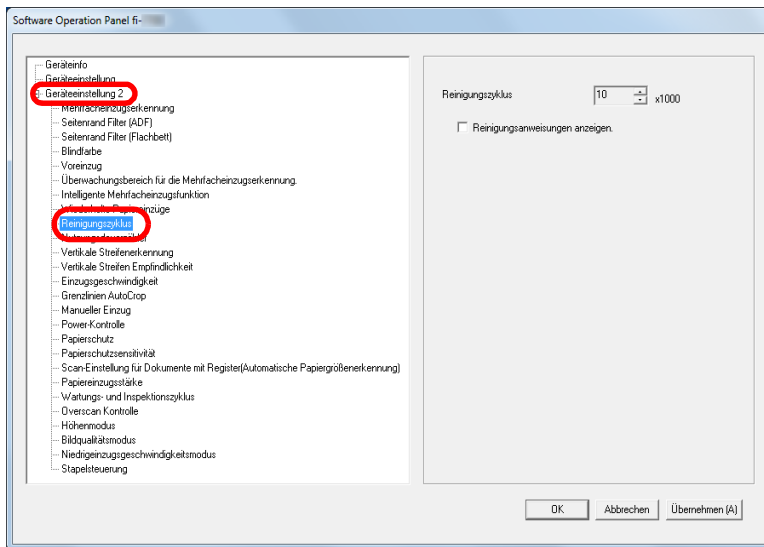 Software Operation Panel fi-
Geräteinfo
Geräteeinstellung
Geräteeinstellung 2
Mehrfacheinzugserkennung
Seitenrand Filter (ADF)
Seitenrand Filter (Flachbett)
Blindfarbe
Voreinzug
Überwachungsbereich für die Mehrfacheinzugserkennung.
Intelligente Mehrfacheinzugsfunktion
Wiederholte Papiereinzüge
Reinigungszyklus
Nutzungsdauerzähler
Vertikale Streifenerkennung
Vertikale Streifen Empfindlichkeit
Einzugsgeschwindigkeit
Grenzlinien AutoCrop
Manueller Einzug
Power-Kontrolle
Papierschutz
Papierschutzsensitivität
Scan-Einstellung für Dokumente mit Register(Automatische Papiergrößenerkennung)
Papiereinzugsstärke
Wartungs- und Inspektionszyklus
Overscan Kontrolle
Höhenmodus
Bildqualitätsmodus
Niedrigeinzugsgeschwindigkeitsmodus
Stapelsteuerung
Reinigungszyklus 10 x1000
Reinigungsanweisungen anzeigen.
OK Abbrechen Übernehmen (A)